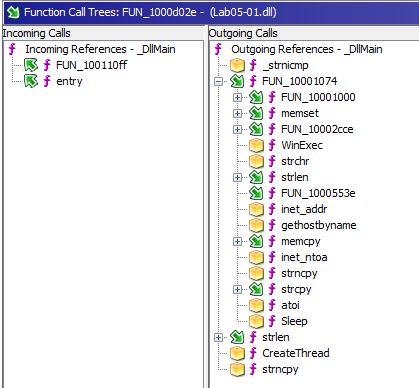 Function Call Trees: FUN_1000d02e - (Lab05-01.dll)
Incoming Calls
f Incoming References - _DllMain
f FUN_100110ff
f entry
Outgoing Calls
f Outgoing References - _DllMain
f _strnicmp
f FUN_10001074
f FUN_10001000
f memset
f FUN_10002cce
f WinExec
f strchr
f strlen
f FUN_1000553e
f inet_addr
f gethostbyname
f memcpy
f inet_ntoa
f strncpy
f strcpy
f atoi
f Sleep
f strlen
f CreateThread
f strncpy